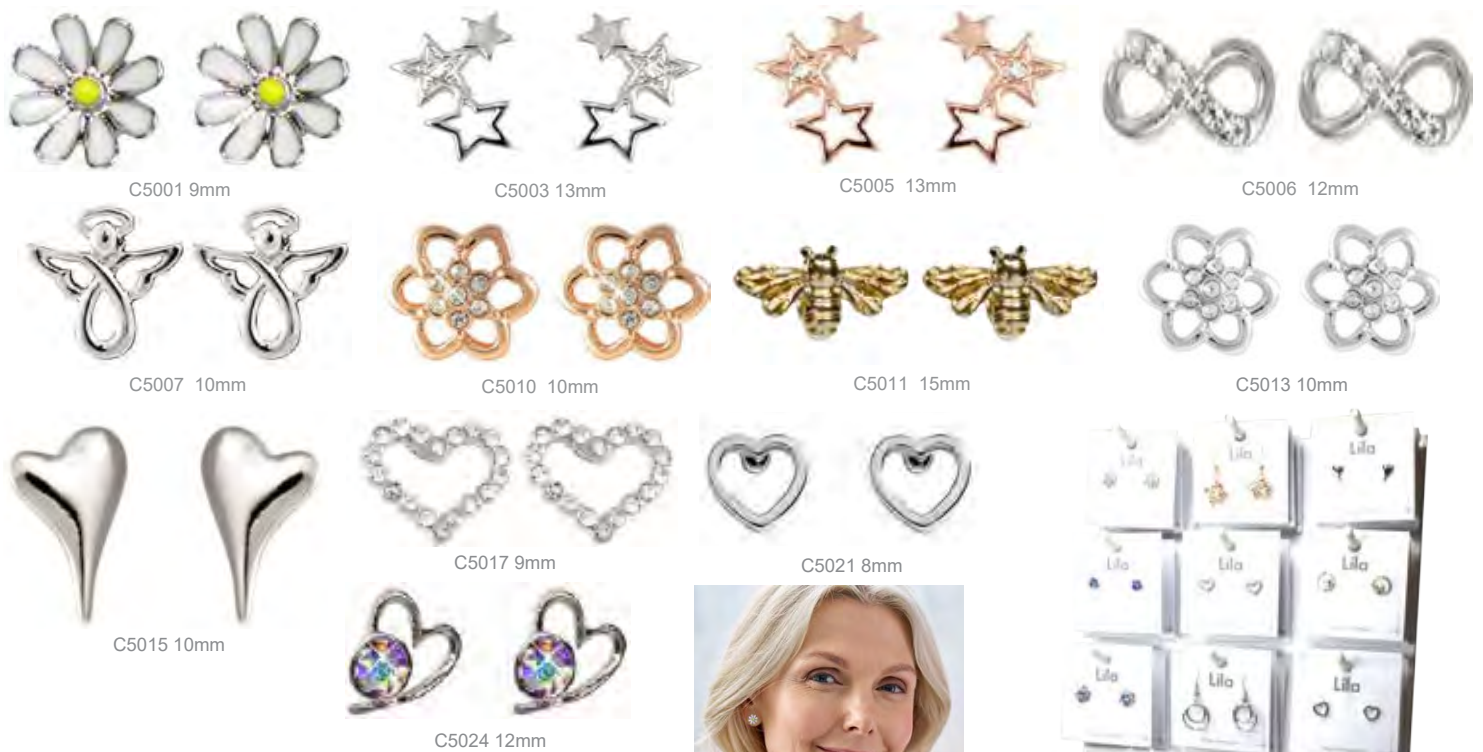 C5001 9mm
C5003 13mm
C5005 13mm
C5006 12mm
C5007 10mm
C5010 10mm
C5011 15mm
C5013 10mm
C5015 10mm
C5017 9mm
C5021 8mm
C5024 12mm
Lila
Lila
Lila
Lila
Lila
Lila
Lila
Lila
Lila